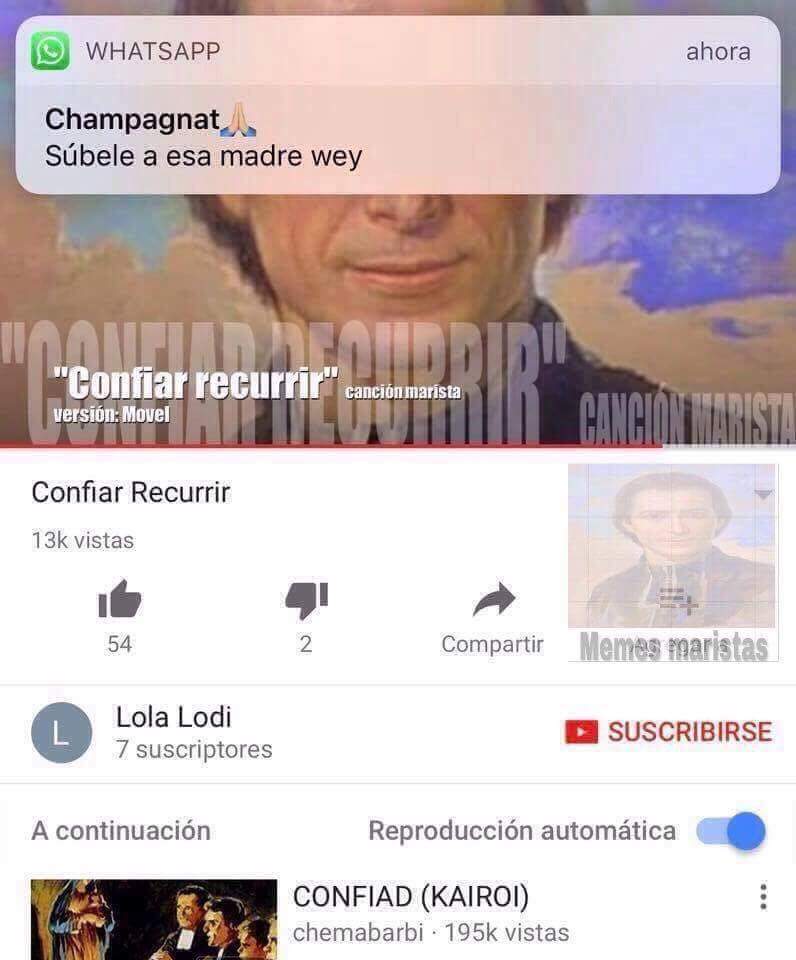 WHATSAPP
ahora
Champagnat🙏🏼
Súbele a esa madre wey
"CONFIAR RECURRIR"
"Confiar recurrir" canción marista
versión: Movel
CANCIÓN MARISTA
Confiar Recurrir
13k vistas
54
2
Compartir
Memes maristas
L
Lola Lodi
7 suscriptores
SUSCRIBIRSE
A continuación
Reproducción automática
CONFIAD (KAIROI)
chemabarbi · 195k vistas